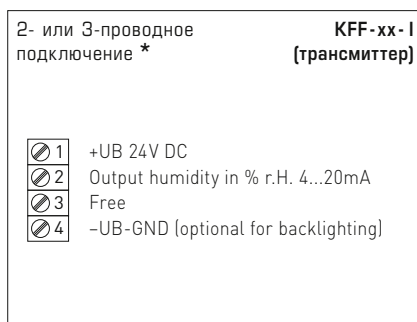 2- или 3-проводное KFF-xx-I
подключение * (трансмиттер)
1 +UB 24V DC
2 Output humidity in % r.H. 4...20mA
3 Free
4 –UB-GND (optional for backlighting)